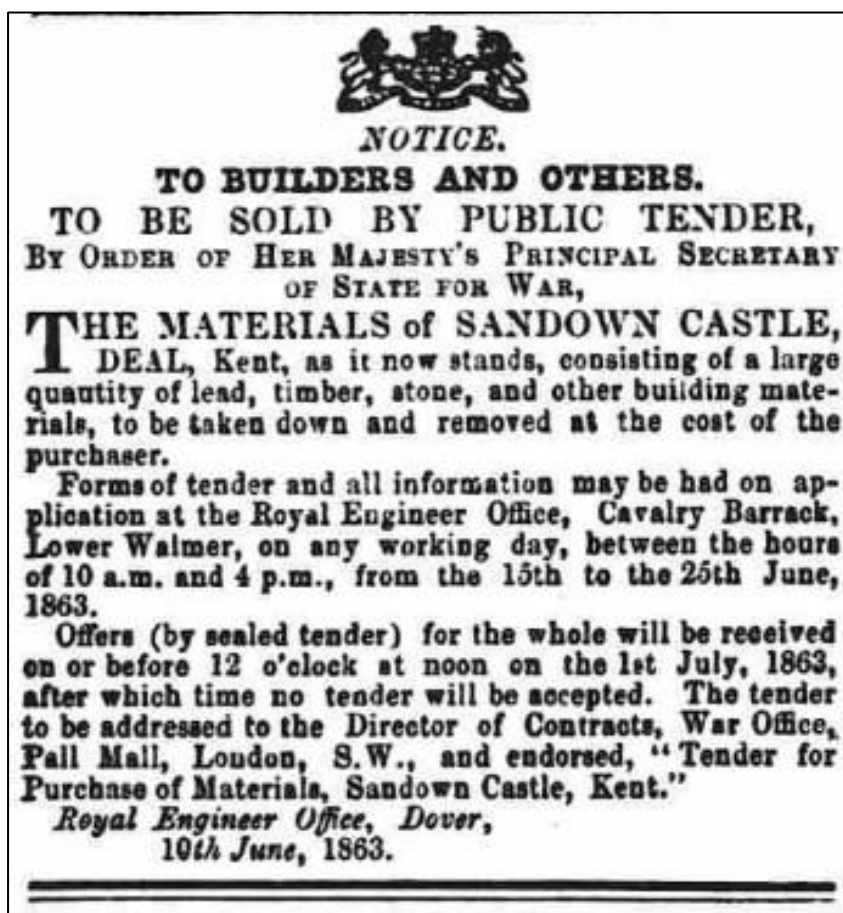 NOTICE.
TO BUILDERS AND OTHERS.
TO BE SOLD BY PUBLIC TENDER,
BY ORDER OF HER MAJESTY'S PRINCIPAL SECRETARY
OF STATE FOR WAR,
THE MATERIALS of SANDOWN CASTLE,
DEAL, Kent, as it now stands, consisting of a large
quantity of lead, timber, stone, and other building mate-
rials, to be taken down and removed at the cost of the
purchaser.
Forms of tender and all information may be had on ap-
plication at the Royal Engineer Office, Cavalry Barrack,
Lower Walmer, on any working day, between the hours
of 10 a.m. and 4 p.m., from the 15th to the 25th June,
1863.
Offers (by sealed tender) for the whole will be received
on or before 12 o'clock at noon on the 1st July, 1863,
after which time no tender will be accepted. The tender
to be addressed to the Director of Contracts, War Office,
Pall Mall, London, S.W., and endorsed, "Tender for
Purchase of Materials, Sandown Castle, Kent."
Royal Engineer Office, Dover,
10th June, 1863.